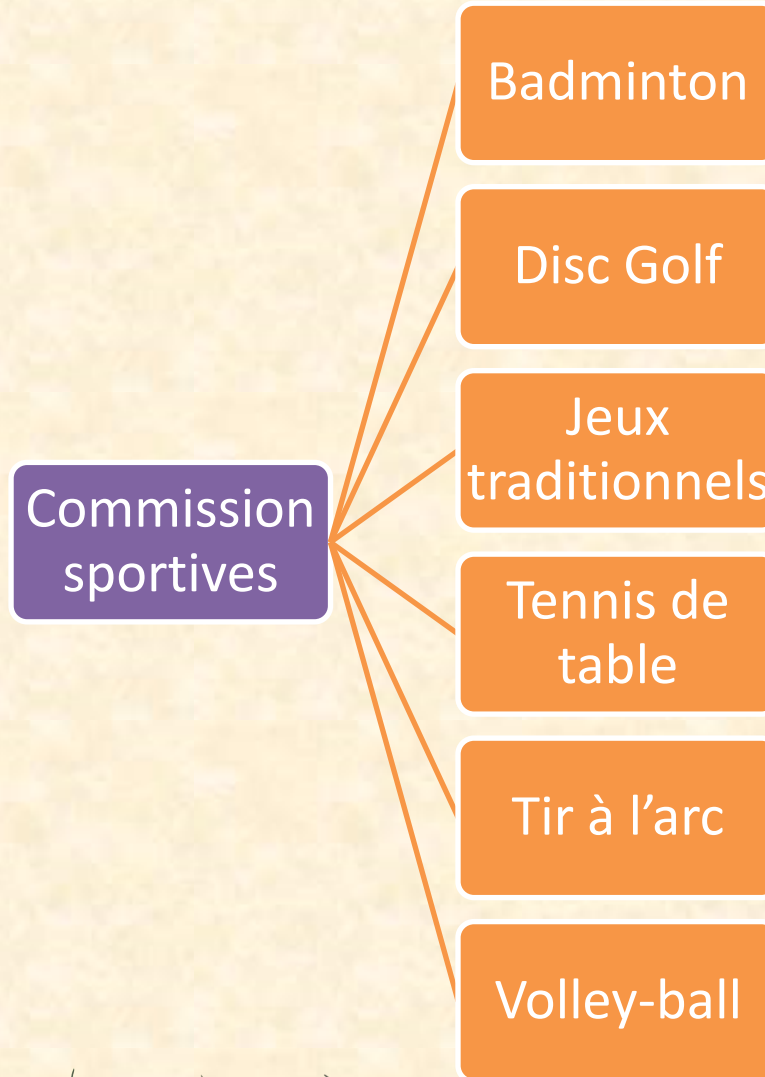 Badminton
Disc Golf
Jeux
traditionnels
Commission
sportives
Tennis de
table
Tir à l’arc
Volley-ball